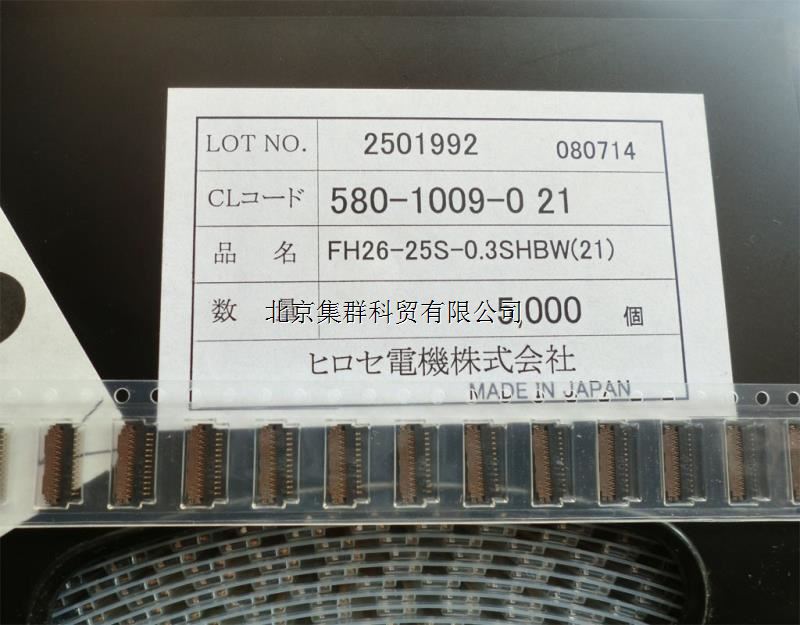 LOT NO. 2501992 080714
CLコード 580-1009-0 21
品 名 FH26-25S-0.3SHBW(21)
数 量 5,000 個
北京集群科贸有限公司
ヒロセ電機株式会社
MADE IN JAPAN